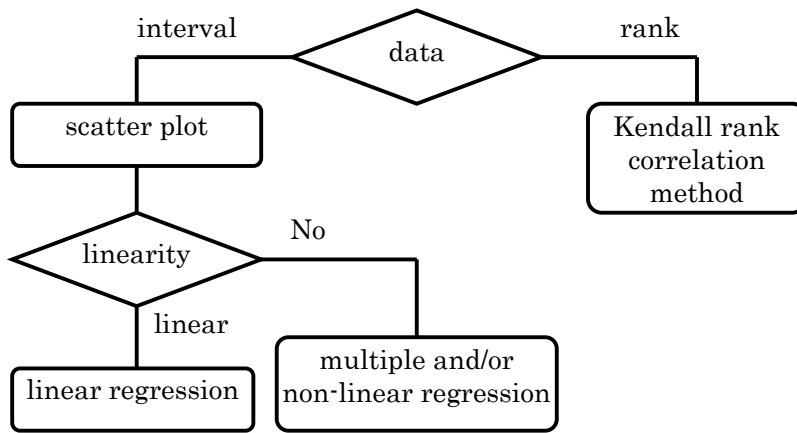 interval
data
rank
scatter plot
Kendall rank
correlation
method
linearity
No
linear
linear regression
multiple and/or
non-linear regression